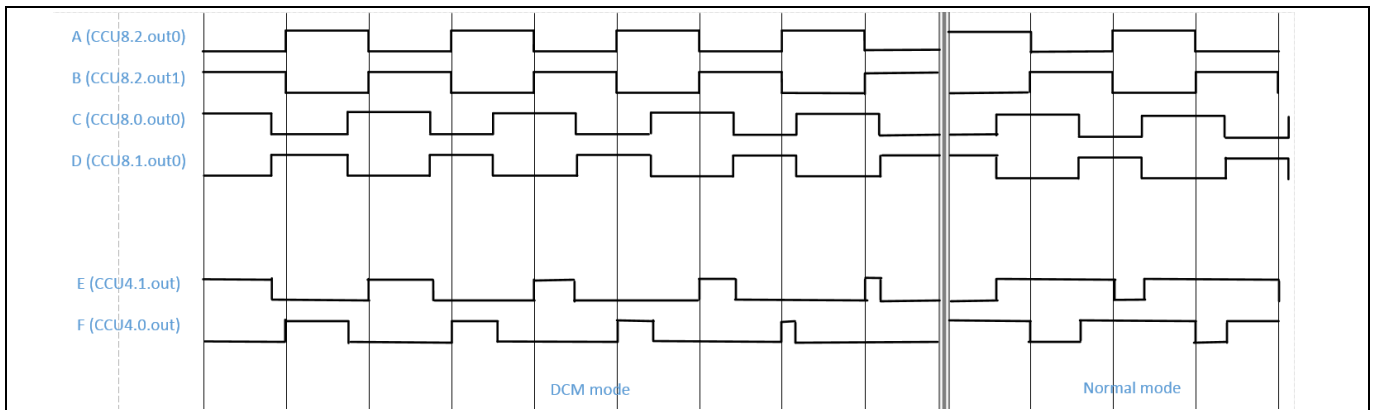 A (CCU8.2.out0)
B (CCU8.2.out1)
C (CCU8.0.out0)
D (CCU8.1.out0)
E (CCU4.1.out)
F (CCU4.0.out)
DCM mode
Normal mode